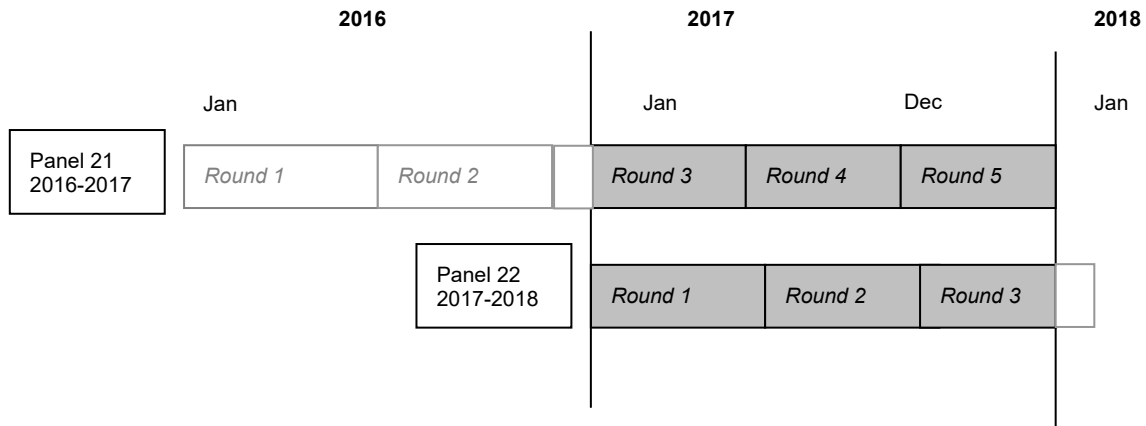 2016 2017 2018
Jan Jan Dec Jan
Panel 21
2016-2017
Round 1 Round 2 Round 3 Round 4 Round 5
Panel 22
2017-2018
Round 1 Round 2 Round 3